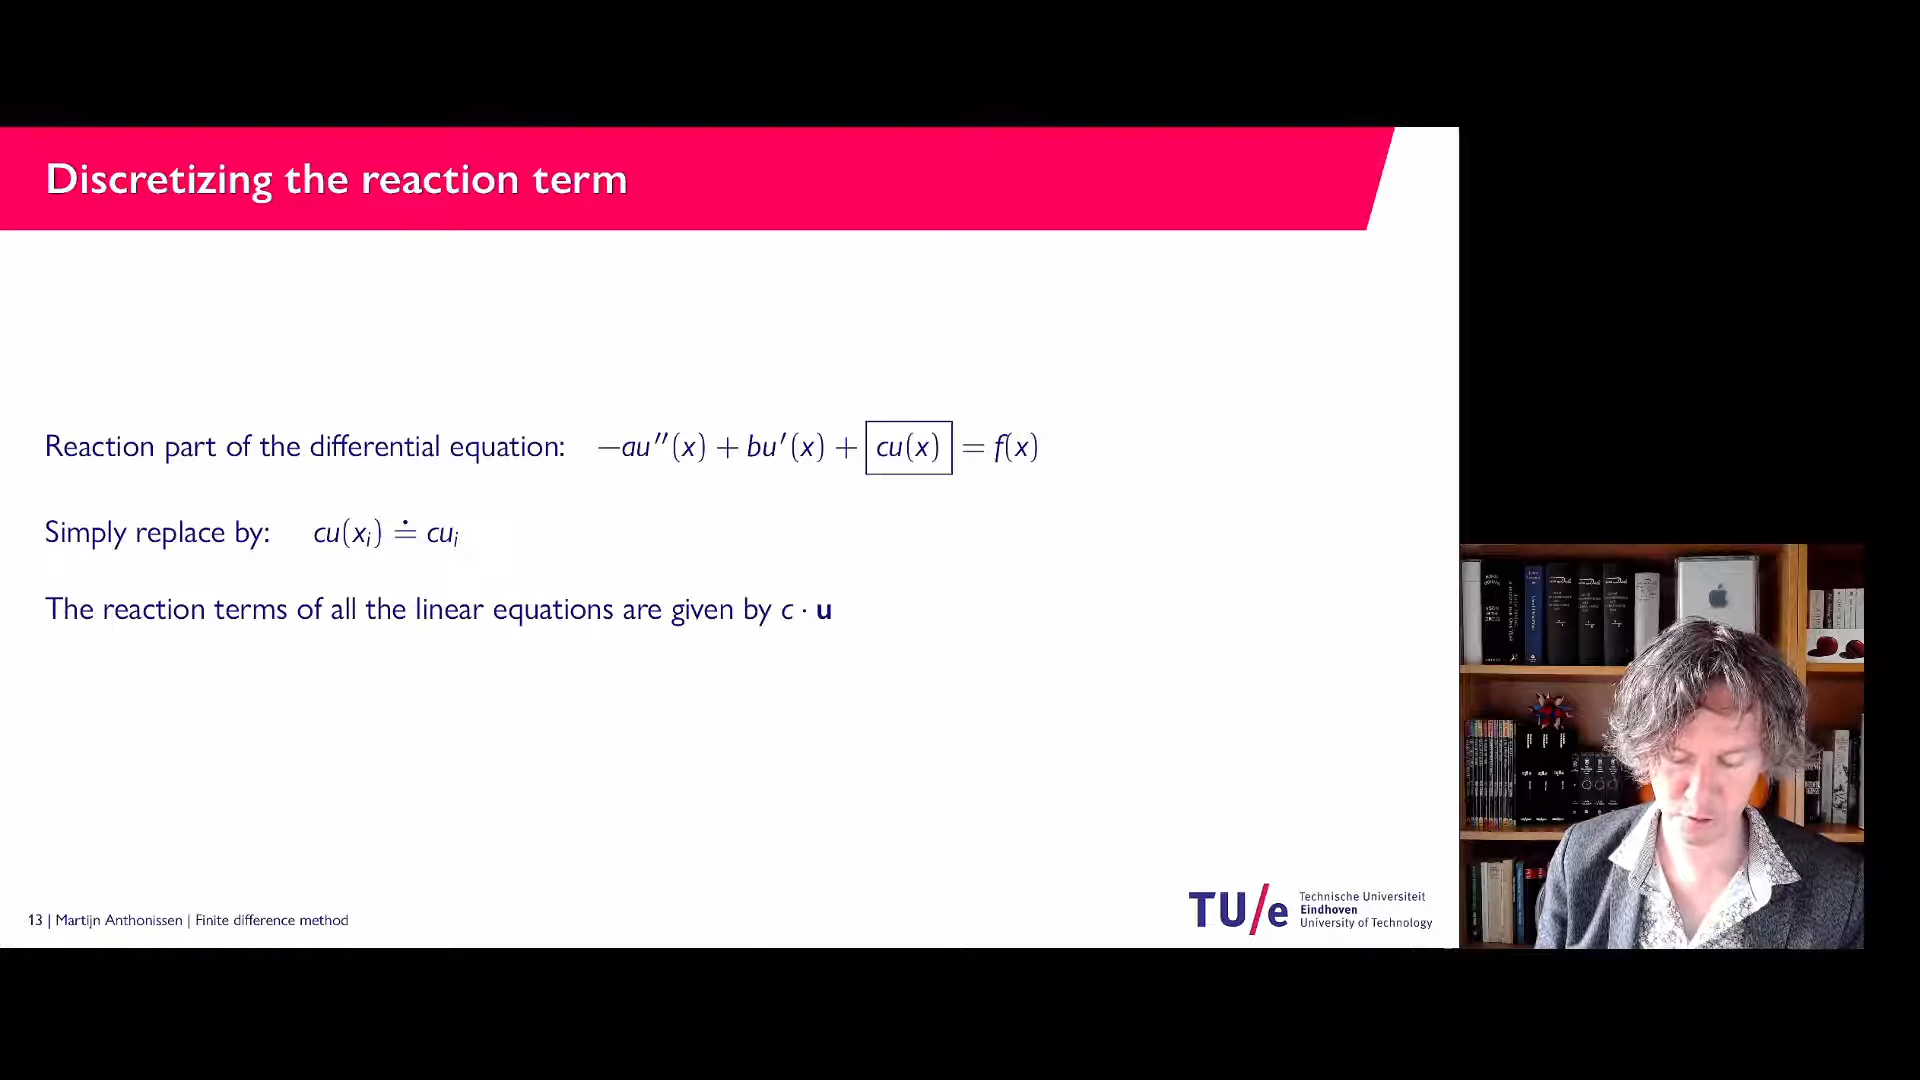 Discretizing the reaction term
Reaction part of the differential equation: −au″(x) + bu′(x) + cu(x) = f(x)
Simply replace by: cu(xᵢ) ≐ cuᵢ
The reaction terms of all the linear equations are given by c · u
13 | Martijn Anthonissen | Finite difference method
TU/e Technische Universiteit
Eindhoven
University of Technology